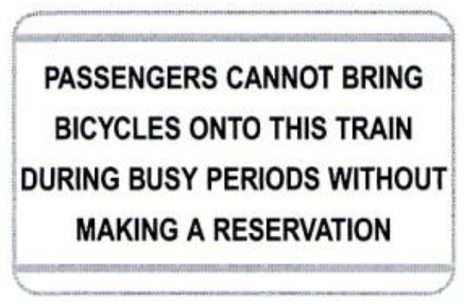 PASSENGERS CANNOT BRING
BICYCLES ONTO THIS TRAIN
DURING BUSY PERIODS WITHOUT
MAKING A RESERVATION